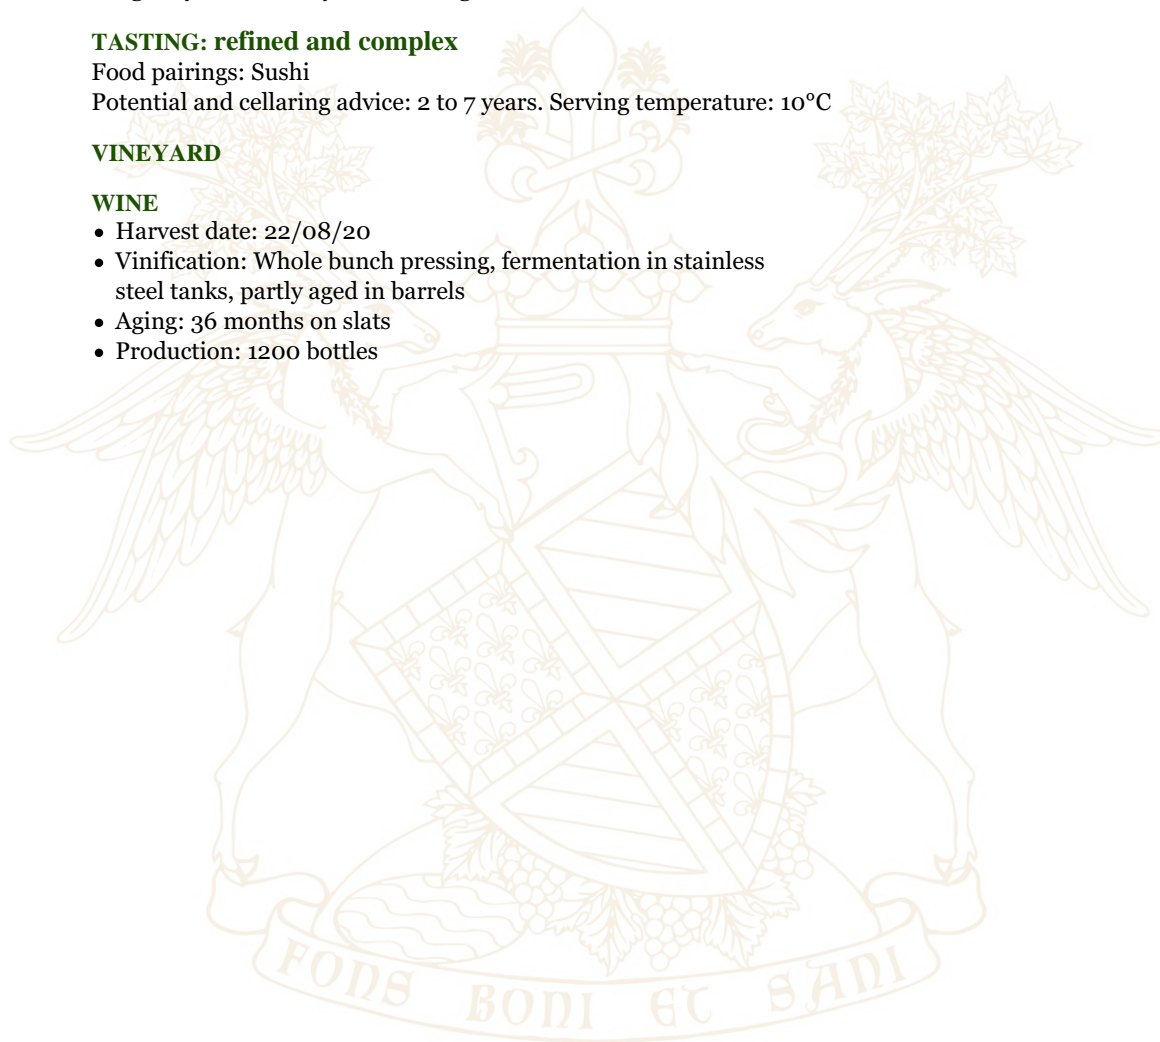 TASTING: refined and complex
Food pairings: Sushi
Potential and cellaring advice: 2 to 7 years. Serving temperature: 10°C
VINEYARD
WINE
• Harvest date: 22/08/20
• Vinification: Whole bunch pressing, fermentation in stainless
steel tanks, partly aged in barrels
• Aging: 36 months on slats
• Production: 1200 bottles
FONS BONI ET SANI